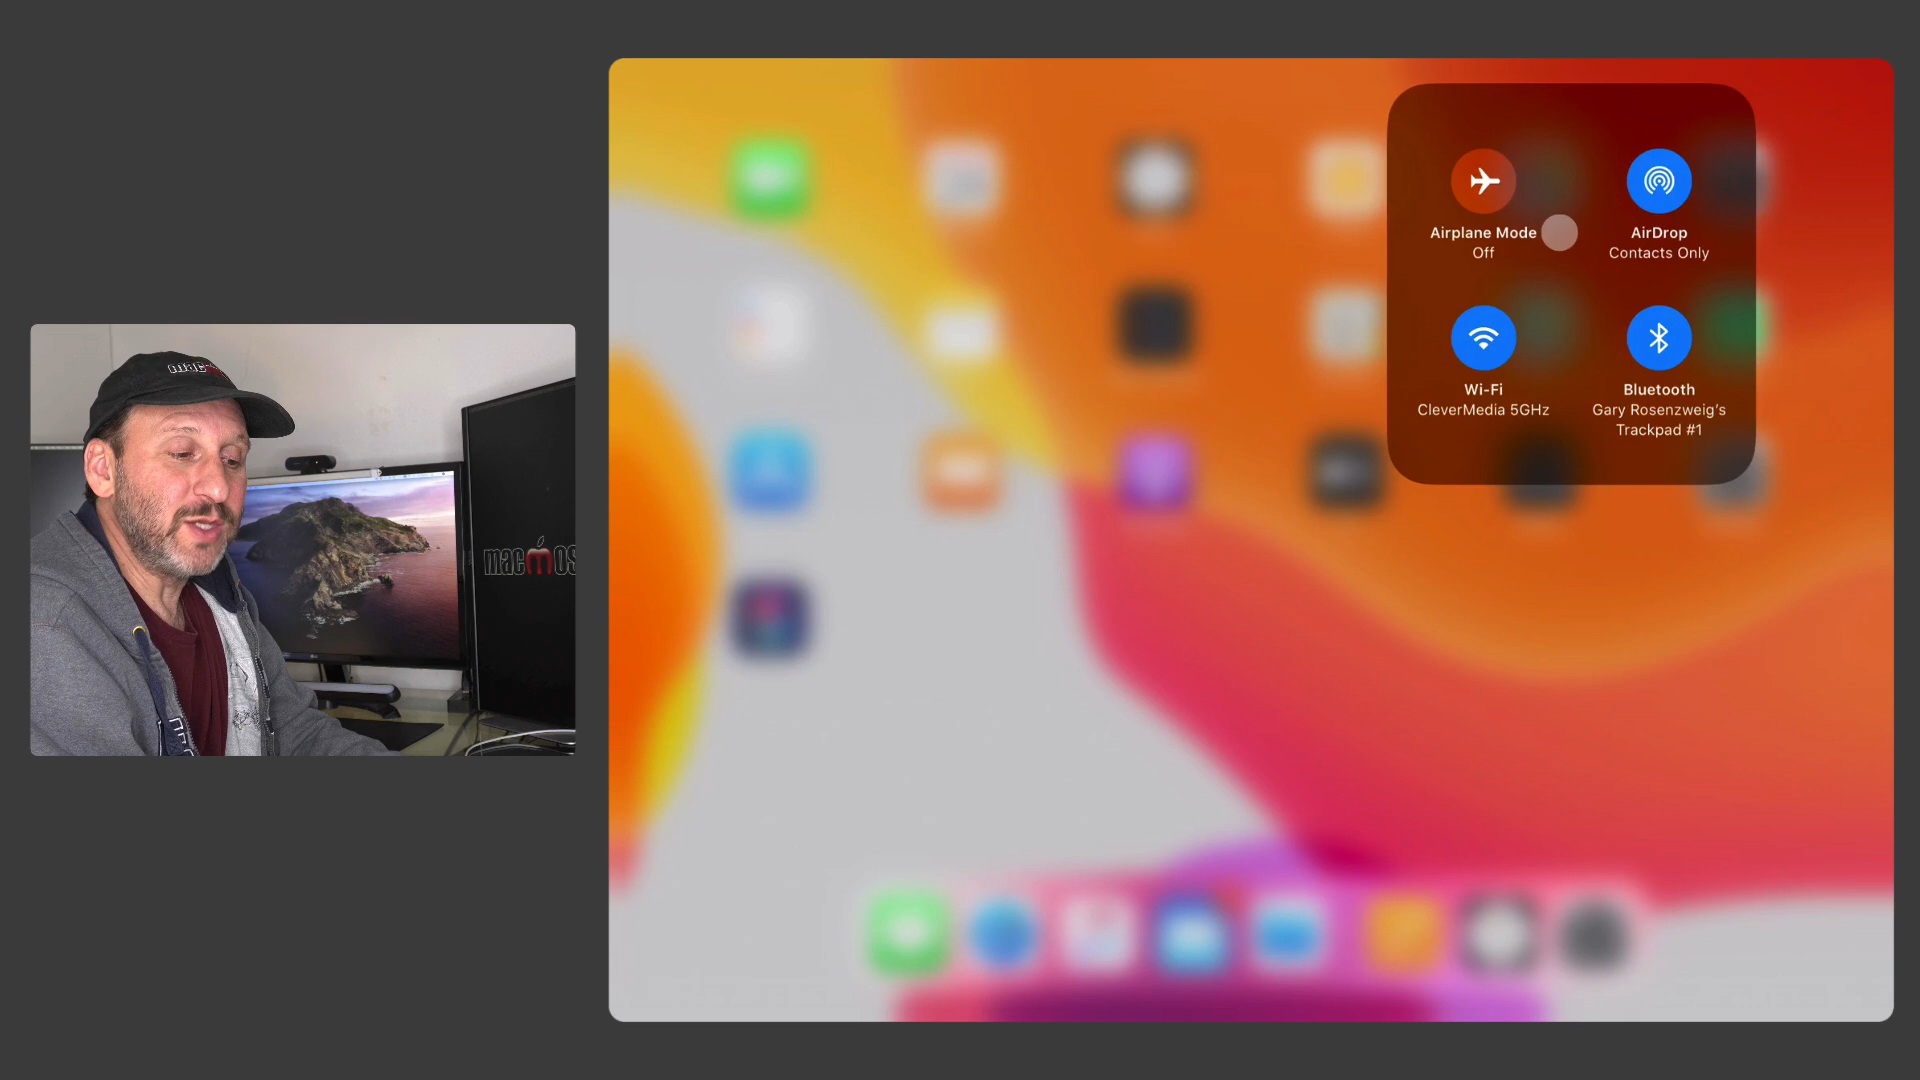 Airplane Mode
Off
AirDrop
Contacts Only
Wi-Fi
CleverMedia 5GHz
Bluetooth
Gary Rosenzweig's
Trackpad #1
macmos